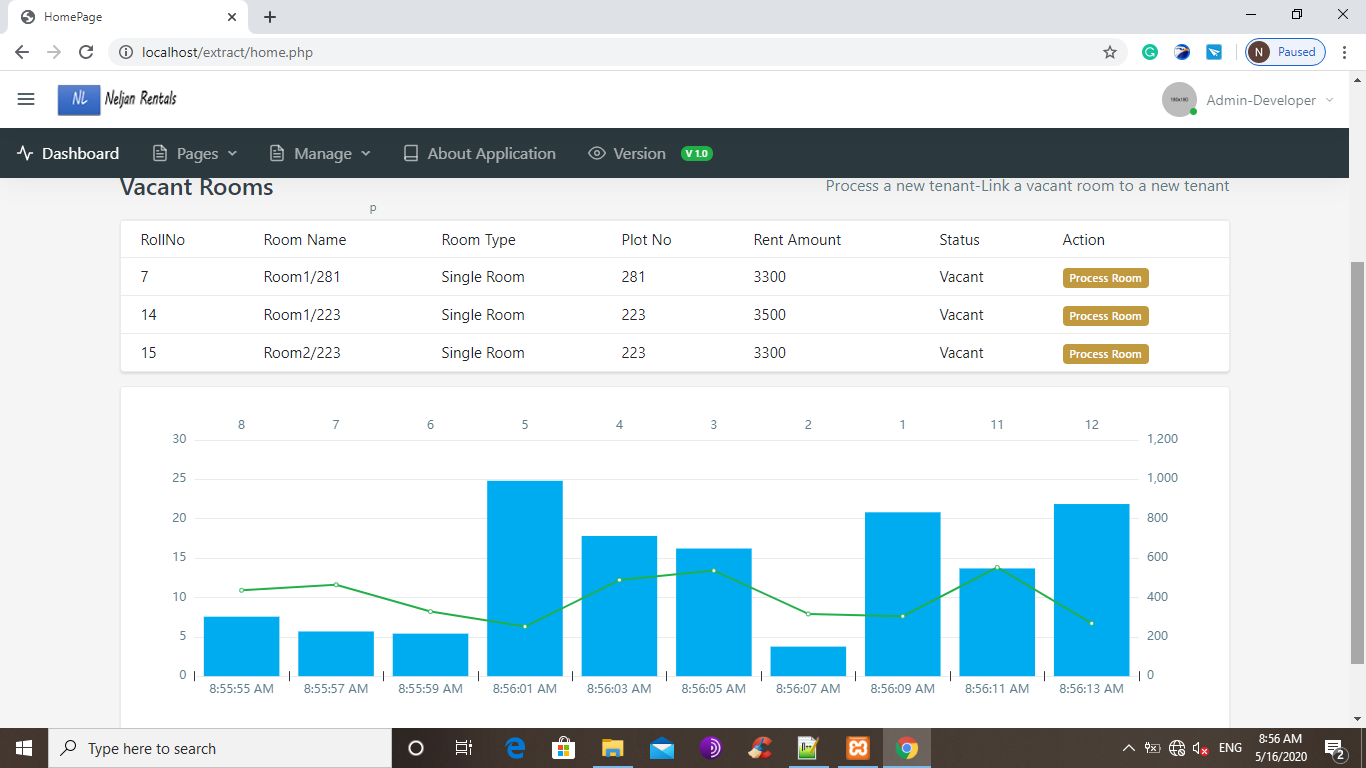 HomePage
localhost/extract/home.php
N Paused
NL Neljan Rentals
Admin-Developer
Dashboard Pages Manage About Application Version V 1.0
Vacant Rooms
Process a new tenant-Link a vacant room to a new tenant
p
RollNo Room Name Room Type Plot No Rent Amount Status Action
7 Room1/281 Single Room 281 3300 Vacant Process Room
14 Room1/223 Single Room 223 3500 Vacant Process Room
15 Room2/223 Single Room 223 3300 Vacant Process Room
8 7 6 5 4 3 2 1 11 12
30 1,200
25 1,000
20 800
15 600
10 400
5 200
0 0
8:55:55 AM 8:55:57 AM 8:55:59 AM 8:56:01 AM 8:56:03 AM 8:56:05 AM 8:56:07 AM 8:56:09 AM 8:56:11 AM 8:56:13 AM
Type here to search
ENG
8:56 AM
5/16/2020
2